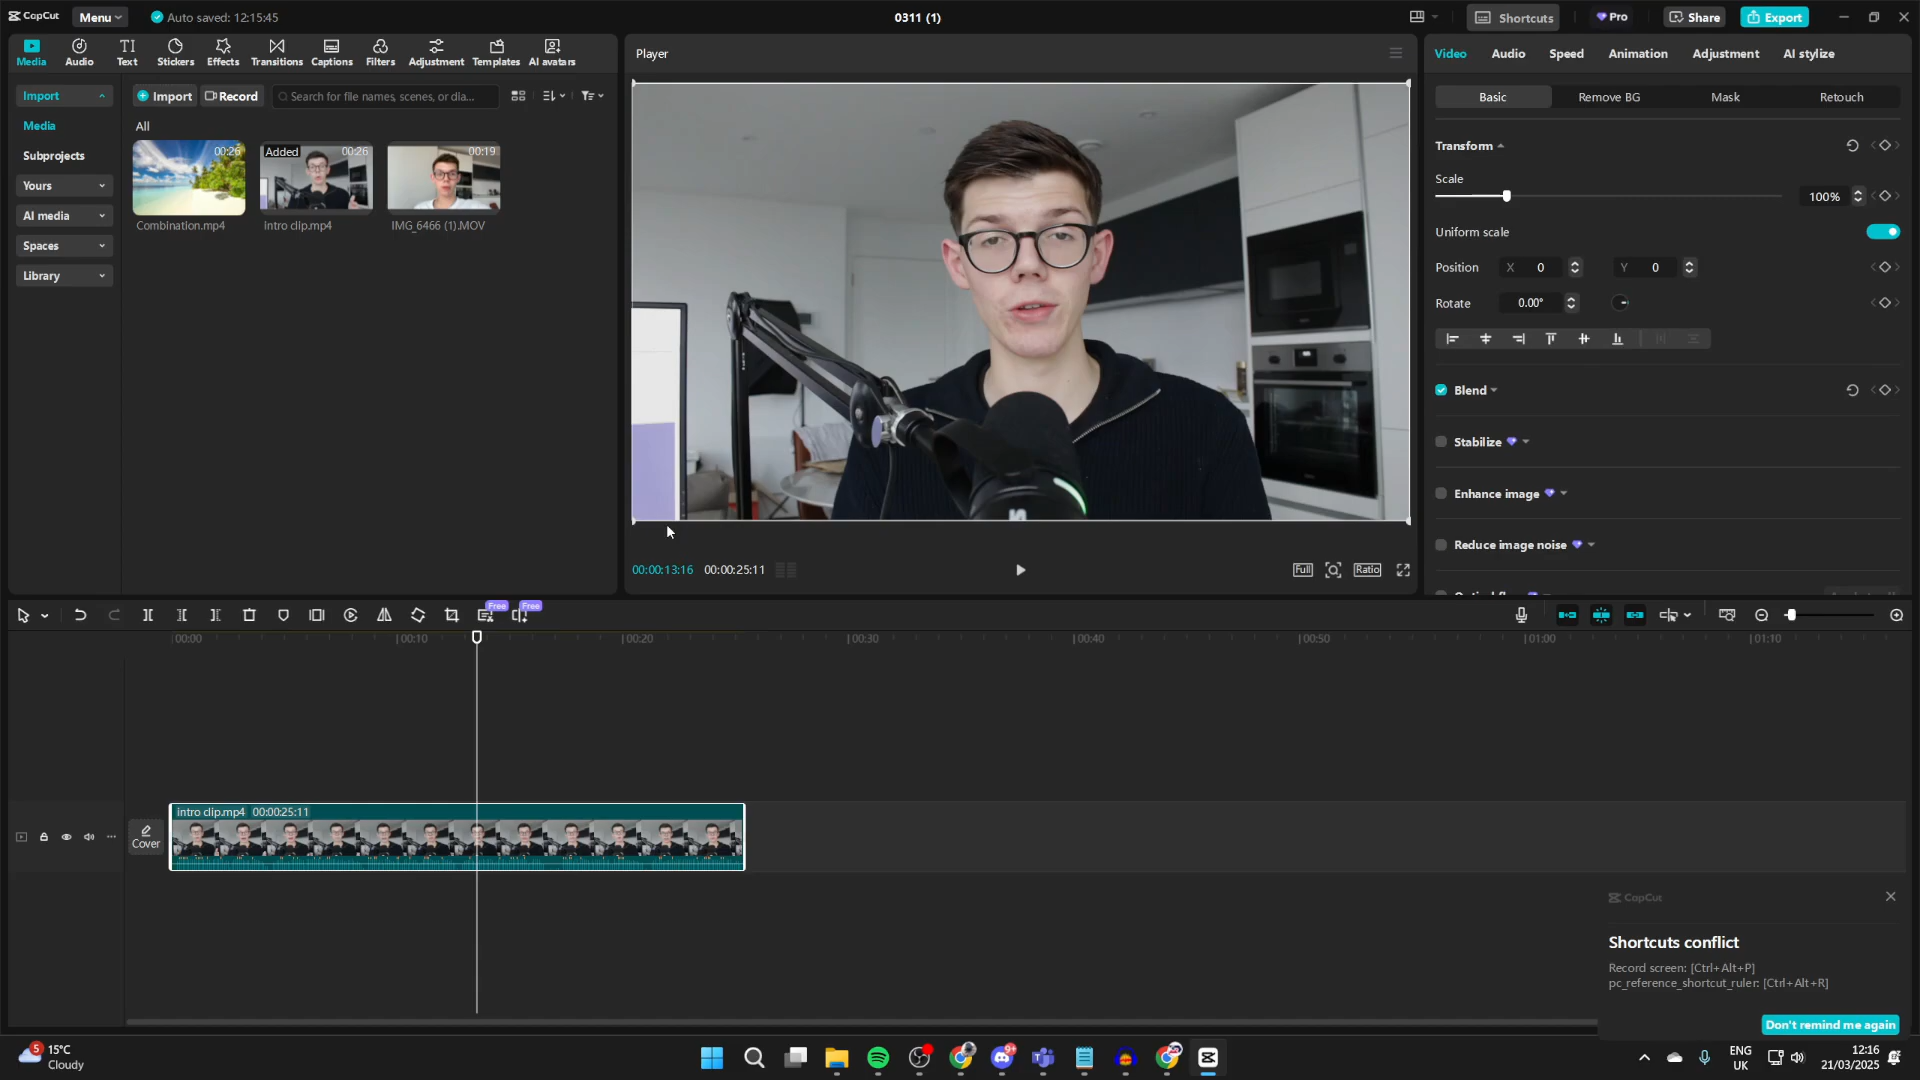 CapCut
Menu
Auto saved: 12:15:45
0311 (1)
Shortcuts
Pro
Share
Export
Media
Audio
Text
Stickers
Effects
Transitions
Captions
Filters
Adjustment
Templates
AI avatars
Import
Media
Subprojects
Yours
AI media
Spaces
Library
Import
Record
Search for file names, scenes, or dia...
All
00:26
Added
00:26
00:19
Combination.mp4
intro clip.mp4
IMG_6466 (1).MOV
Player
00:00:13:16
00:00:25:11
Full
Ratio
Video
Audio
Speed
Animation
Adjustment
AI stylize
Basic
Remove BG
Mask
Retouch
Transform
Scale
100%
Uniform scale
Position
X 0
Y 0
Rotate
0.00°
Blend
Stabilize
Enhance image
Reduce image noise
Free
Free
00:00
00:10
00:20
00:30
00:40
00:50
01:00
01:10
Cover
intro clip.mp4 00:00:25:11
CapCut
Shortcuts conflict
Record screen: [Ctrl+Alt+P]
pc_reference_shortcut_ruler: [Ctrl+Alt+R]
Don't remind me again
5
15°C
Cloudy
9+
ENG
UK
12:16
21/03/2025